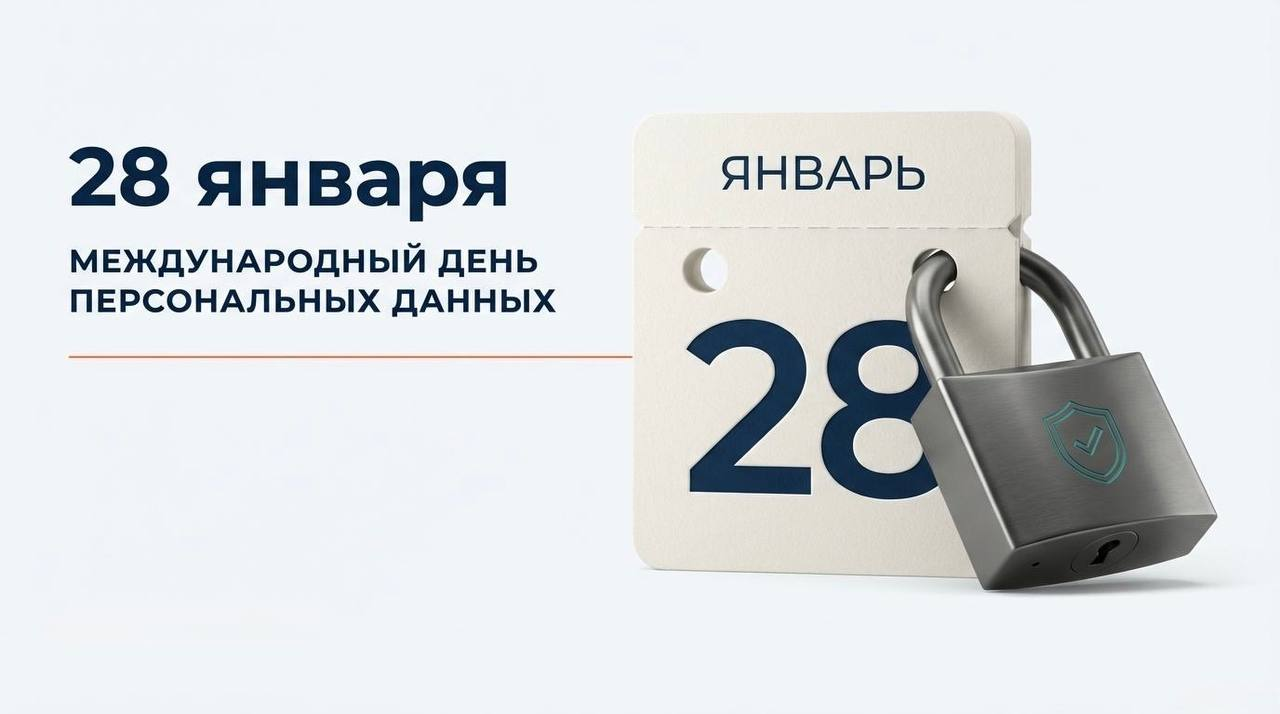 28 января
МЕЖДУНАРОДНЫЙ ДЕНЬ
ПЕРСОНАЛЬНЫХ ДАННЫХ
ЯНВАРЬ
28